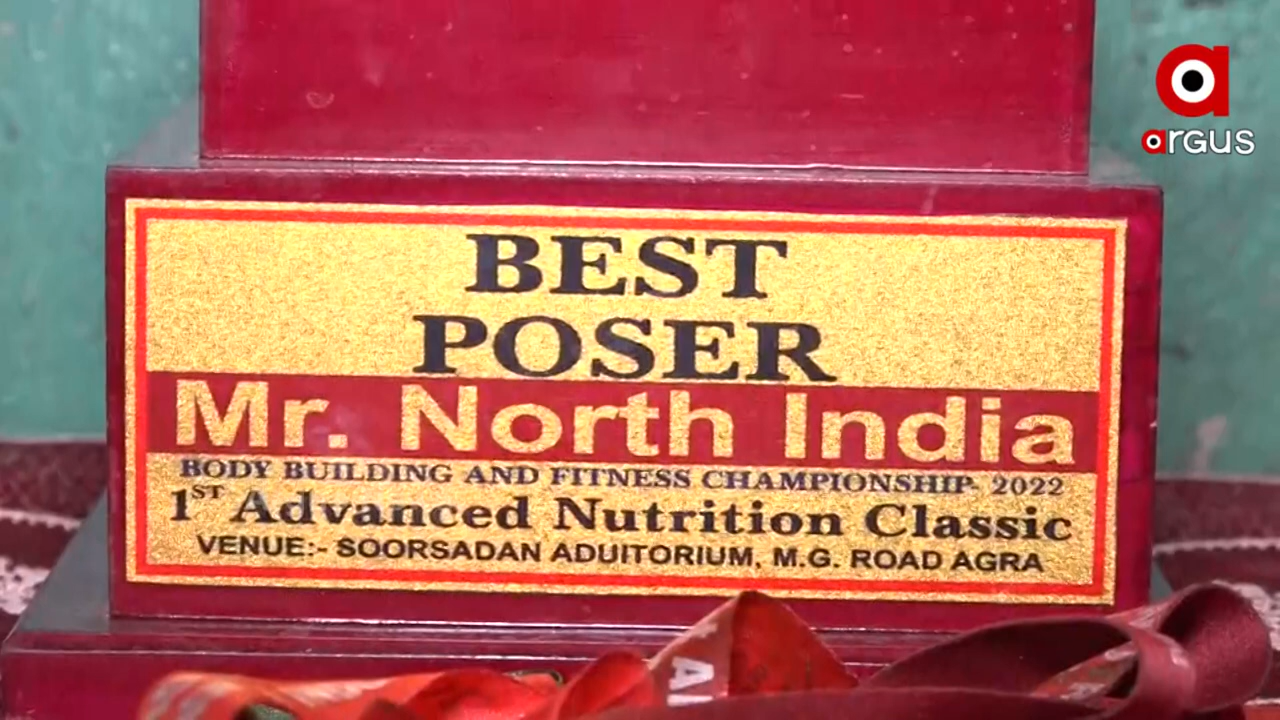 argus
BEST
POSER
Mr. North India
BODY BUILDING AND FITNESS CHAMPIONSHIP- 2022
1ST Advanced Nutrition Classic
VENUE:- SOORSADAN ADUITORIUM, M.G. ROAD AGRA